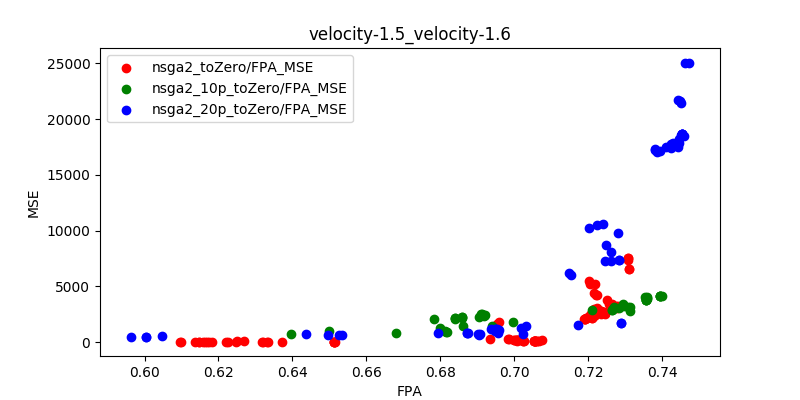 velocity-1.5_velocity-1.6
nsga2_toZero/FPA_MSE
nsga2_10p_toZero/FPA_MSE
nsga2_20p_toZero/FPA_MSE
MSE
25000
20000
15000
10000
5000
0
0.60 0.62 0.64 0.66 0.68 0.70 0.72 0.74
FPA